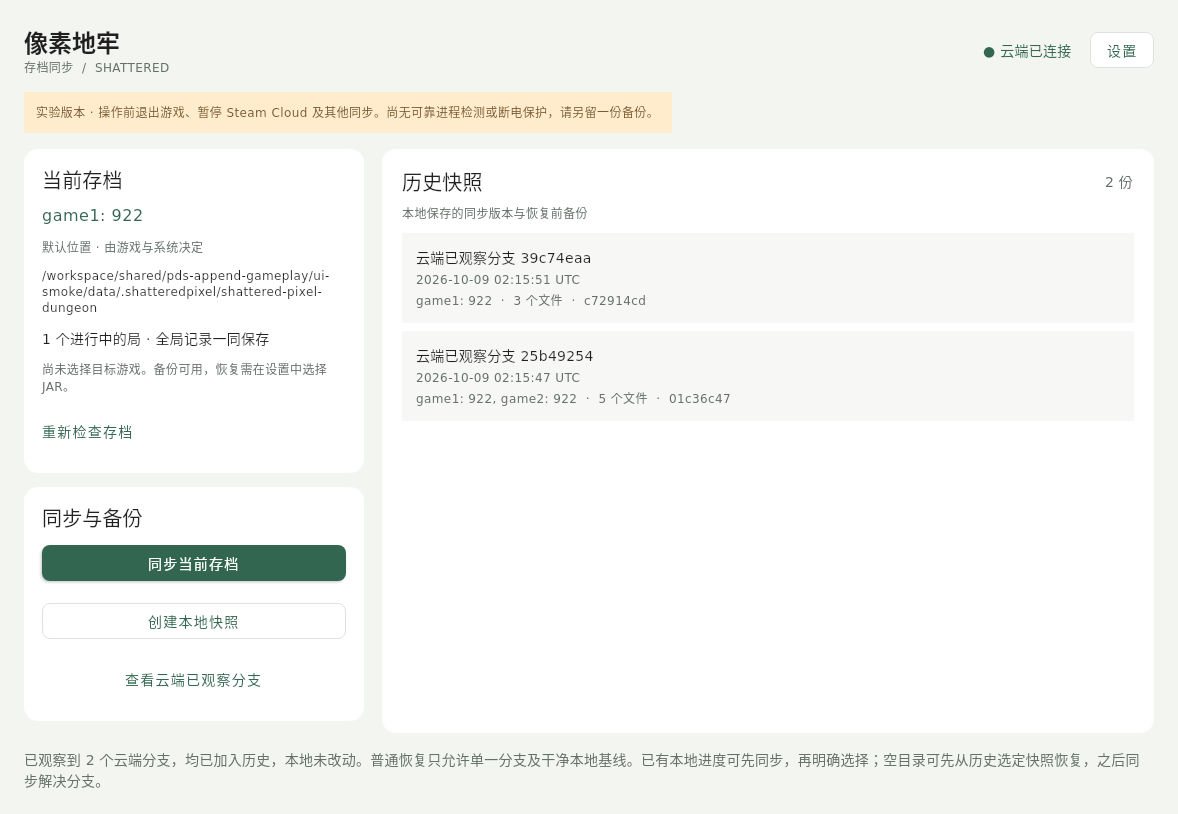 像素地牢
存档同步 / SHATTERED
云端已连接
设置
实验版本 · 操作前退出游戏、暂停 Steam Cloud 及其他同步。尚无可靠进程检测或断电保护，请另留一份备份。
当前存档
game1: 922
默认位置 · 由游戏与系统决定
/workspace/shared/pds-append-gameplay/ui-
smoke/data/.shatteredpixel/shattered-pixel-
dungeon
1 个进行中的局 · 全局记录一同保存
尚未选择目标游戏。备份可用，恢复需在设置中选择
JAR。
重新检查存档
同步与备份
同步当前存档
创建本地快照
查看云端已观察分支
历史快照
2 份
本地保存的同步版本与恢复前备份
云端已观察分支 39c74eaa
2026-10-09 02:15:51 UTC
game1: 922 · 3 个文件 · c72914cd
云端已观察分支 25b49254
2026-10-09 02:15:47 UTC
game1: 922, game2: 922 · 5 个文件 · 01c36c47
已观察到 2 个云端分支，均已加入历史，本地未改动。普通恢复只允许单一分支及干净本地基线。已有本地进度可先同步，再明确选择；空目录可先从历史选定快照恢复，之后同
步解决分支。